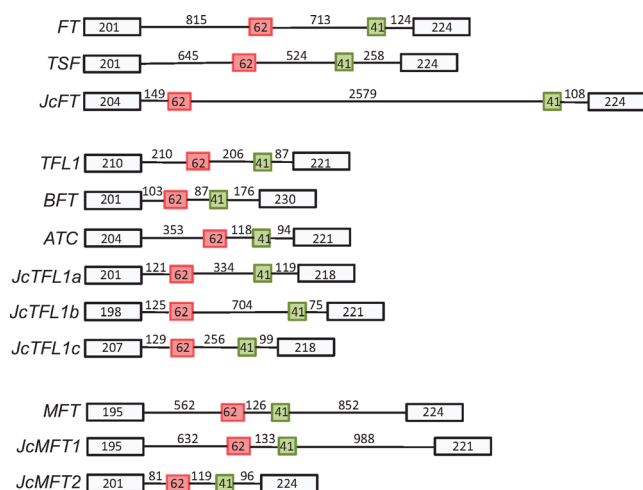 FT 201 815 62 713 41 124 224
TSF 201 645 62 524 41 258 224
JcFT 204 149 62 2579 41 108 224
TFL1 210 210 62 206 41 87 221
BFT 201 103 62 87 41 176 230
ATC 204 353 62 118 41 94 221
JcTFL1a 201 121 62 334 41 119 218
JcTFL1b 198 125 62 704 41 75 221
JcTFL1c 207 129 62 256 41 99 218
MFT 195 562 62 126 41 852 224
JcMFT1 195 632 62 133 41 988 221
JcMFT2 201 81 62 119 41 96 224